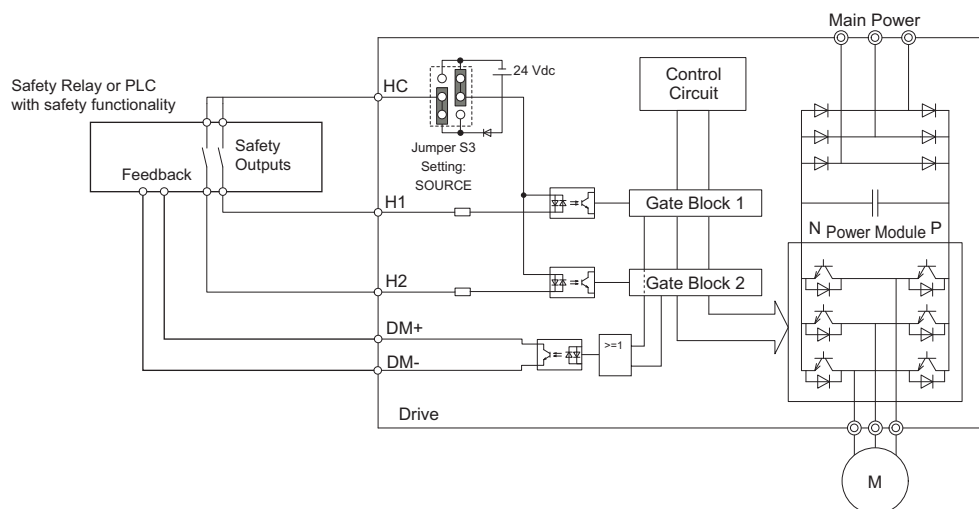 Main Power
Safety Relay or PLC
with safety functionality
HC
24 Vdc
Control
Circuit
Safety
Outputs
Feedback
Jumper S3
Setting:
SOURCE
H1
Gate Block 1
N Power Module P
H2
Gate Block 2
DM+
>=1
DM-
Drive
M